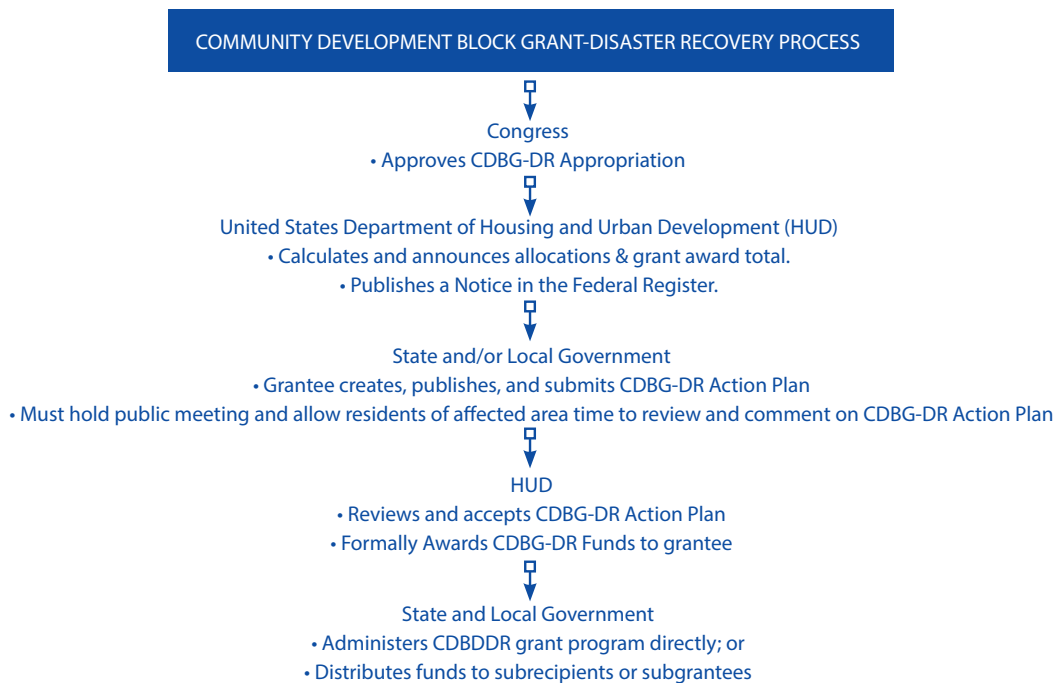 COMMUNITY DEVELOPMENT BLOCK GRANT-DISASTER RECOVERY PROCESS
Congress
• Approves CDBG-DR Appropriation
United States Department of Housing and Urban Development (HUD)
• Calculates and announces allocations & grant award total.
• Publishes a Notice in the Federal Register.
State and/or Local Government
• Grantee creates, publishes, and submits CDBG-DR Action Plan
• Must hold public meeting and allow residents of affected area time to review and comment on CDBG-DR Action Plan
HUD
• Reviews and accepts CDBG-DR Action Plan
• Formally Awards CDBG-DR Funds to grantee
State and Local Government
• Administers CDBDDR grant program directly; or
• Distributes funds to subrecipients or subgrantees